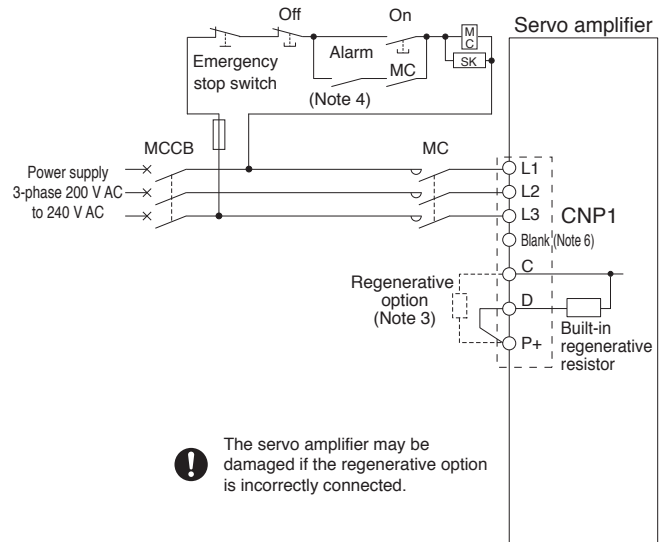 Servo amplifier
Off
On
Emergency
stop switch
Alarm
MC
(Note 4)
M
C
SK
MCCB
MC
Power supply
3-phase 200 V AC
to 240 V AC
L1
L2
L3
CNP1
Blank (Note 6)
C
D
P+
Regenerative
option
(Note 3)
Built-in
regenerative
resistor
!
The servo amplifier may be
damaged if the regenerative option
is incorrectly connected.